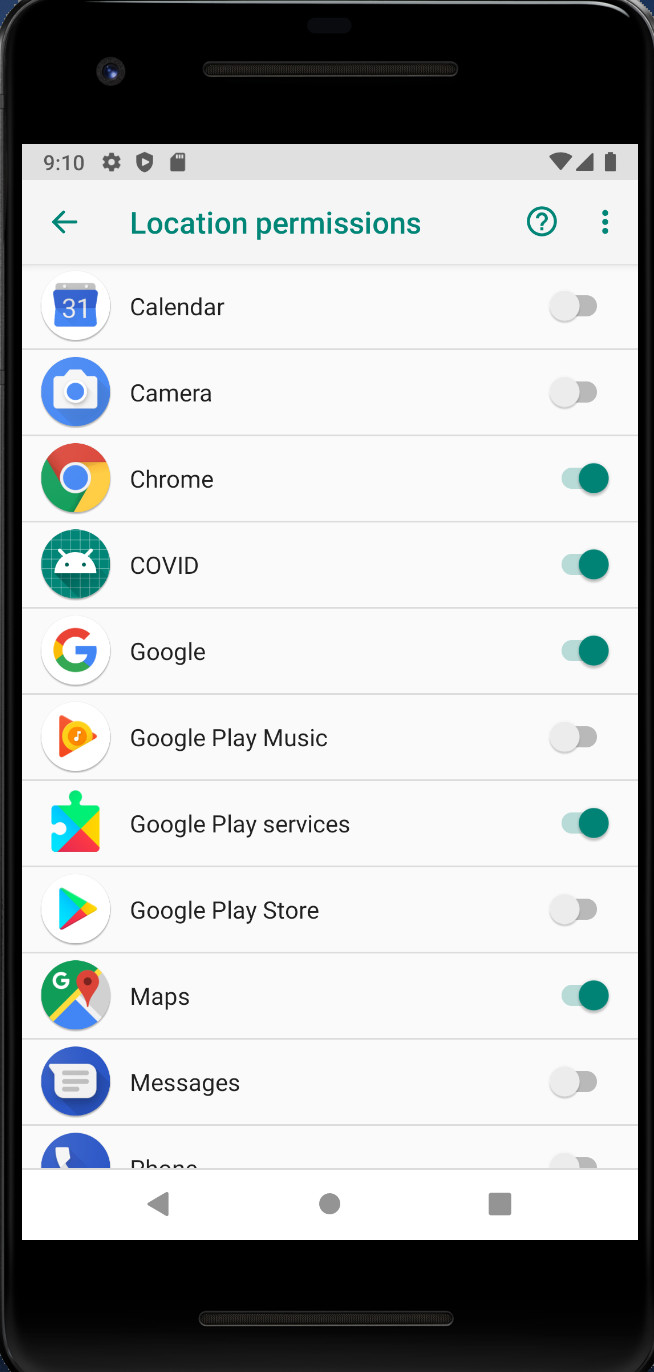 9:10
Location permissions
31
Calendar
Camera
Chrome
COVID
Google
Google Play Music
Google Play services
Google Play Store
G
Maps
Messages
Phone